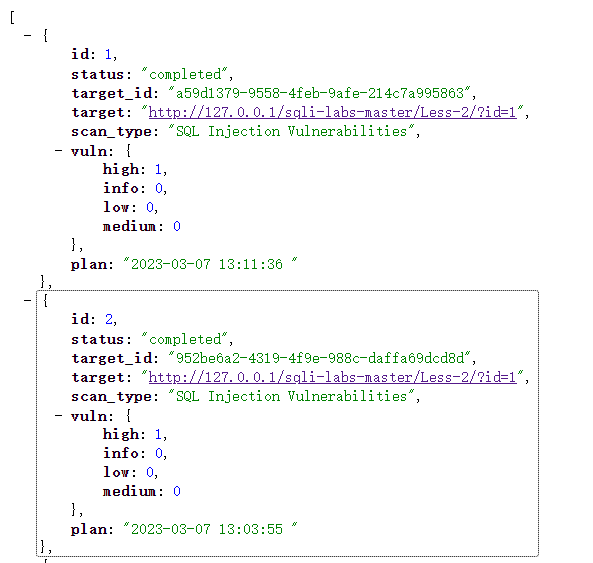 [
- {
id: 1,
status: "completed",
target_id: "a59d1379-9558-4feb-9afe-214c7a995863",
target: "http://127.0.0.1/sqli-labs-master/Less-2/?id=1",
scan_type: "SQL Injection Vulnerabilities",
- vuln: {
high: 1,
info: 0,
low: 0,
medium: 0
},
plan: "2023-03-07 13:11:36 "
},
- {
id: 2,
status: "completed",
target_id: "952be6a2-4319-4f9e-988c-daffa69dcd8d",
target: "http://127.0.0.1/sqli-labs-master/Less-2/?id=1",
scan_type: "SQL Injection Vulnerabilities",
- vuln: {
high: 1,
info: 0,
low: 0,
medium: 0
},
plan: "2023-03-07 13:03:55 "
},